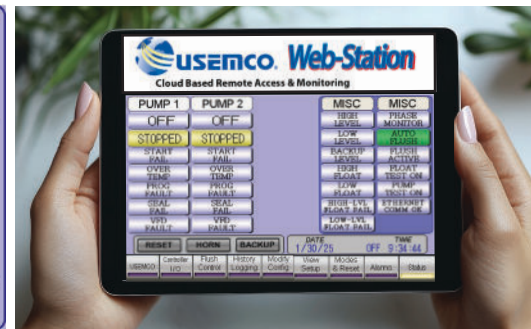 USEMCO. Web-Station
Cloud Based Remote Access & Monitoring
PUMP 1 PUMP 2 MISC MISC
OFF OFF HIGH LEVEL PHASE MONITOR
STOPPED STOPPED LOW LEVEL AUTO FLUSH
START FAIL START FAIL BACKUP LEVEL FLUSH ACTIVE
OVER TEMP OVER TEMP HIGH FLOAT FLOAT TEST ON
PROG FAULT PROG FAULT LOW FLOAT PUMP TEST ON
SEAL FAIL SEAL FAIL HIGH-LVL FLOAT FAIL ETHERNET COMM OK
VFD FAULT VFD FAULT LOW-LVL FLOAT FAIL
RESET HORN BACKUP DATE TIME
1/30/25 OFF 9:34:44
USEMCO Controller I/O Flush Control History Logging Modify Config View Setup Modes & Reset Alarms Status